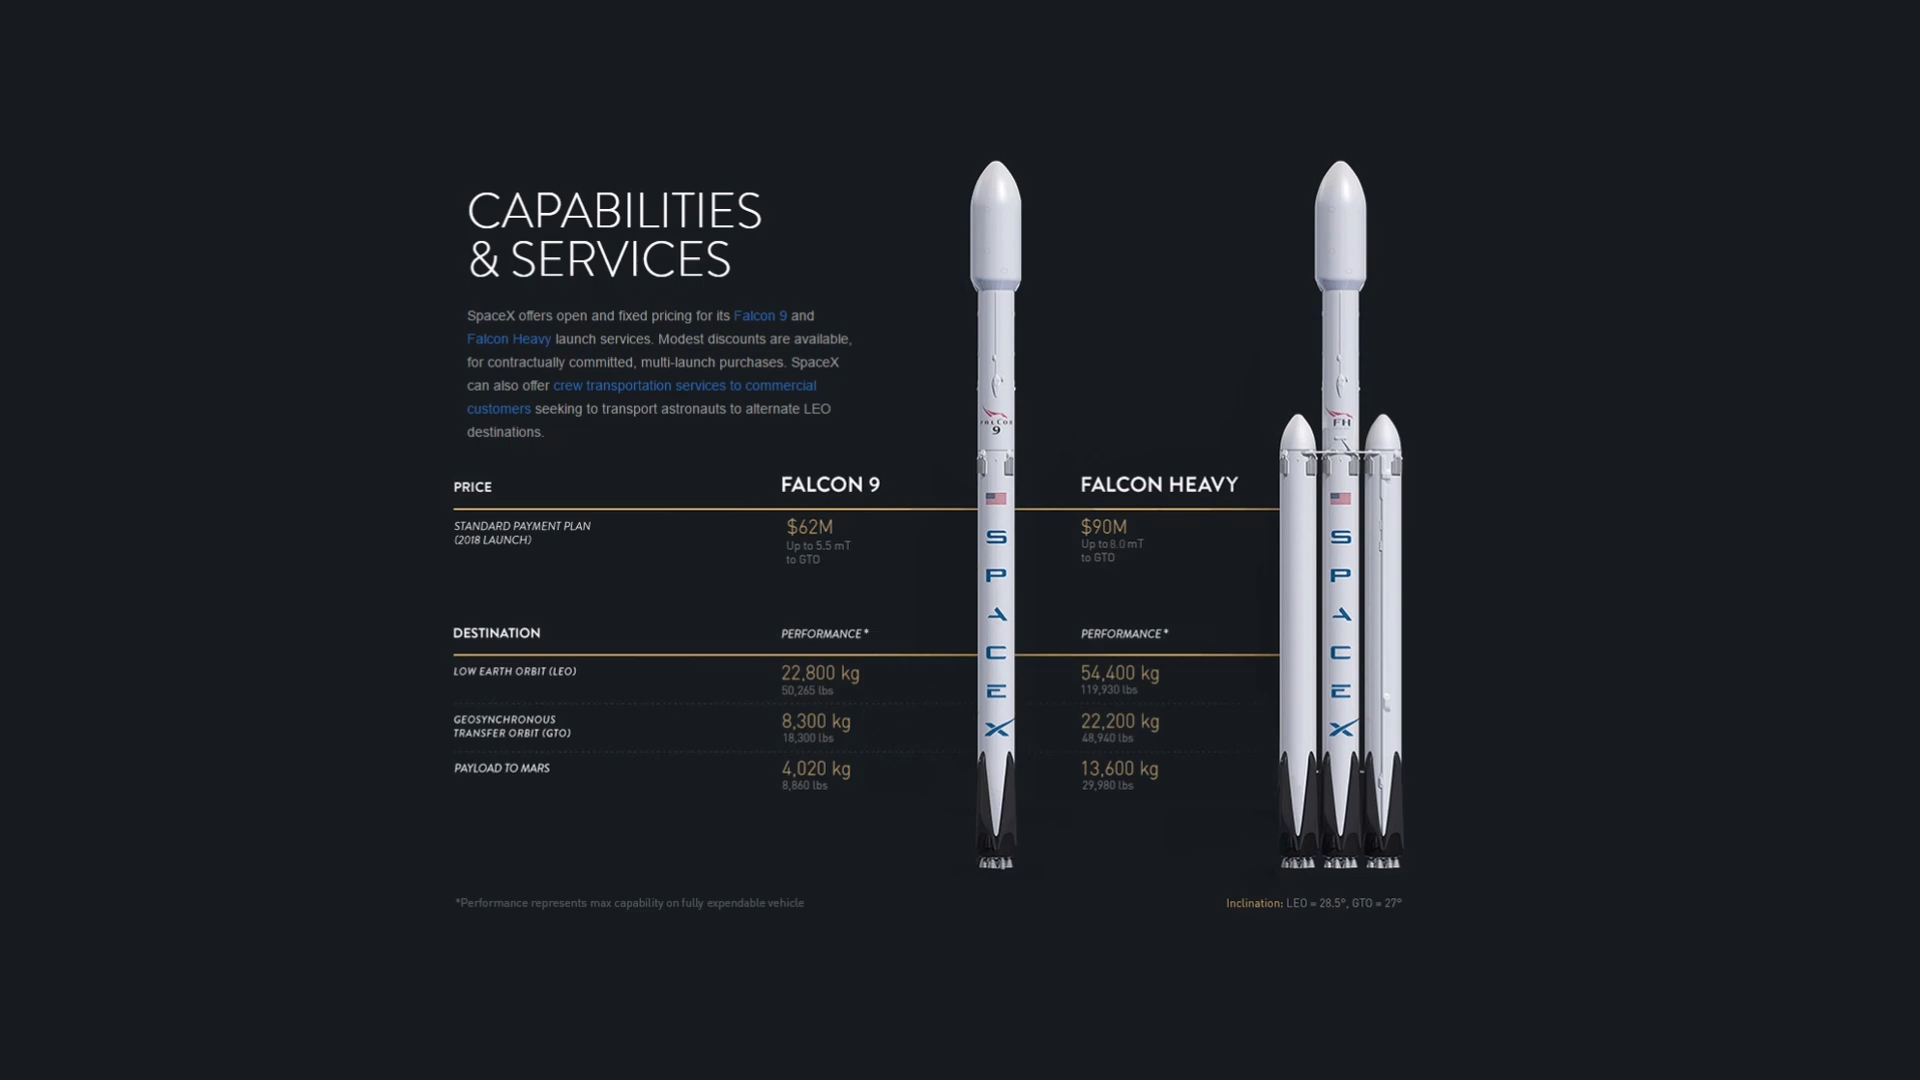 CAPABILITIES
& SERVICES
SpaceX offers open and fixed pricing for its Falcon 9 and
Falcon Heavy launch services. Modest discounts are available,
for contractually committed, multi-launch purchases. SpaceX
can also offer crew transportation services to commercial
customers seeking to transport astronauts to alternate LEO
destinations.
PRICE FALCON 9 FALCON HEAVY
STANDARD PAYMENT PLAN
(2018 LAUNCH)
$62M
Up to 5.5 mT
to GTO
$90M
Up to 8.0 mT
to GTO
DESTINATION PERFORMANCE* PERFORMANCE*
LOW EARTH ORBIT (LEO) 22,800 kg 54,400 kg
50,265 lbs 119,930 lbs
GEOSYNCHRONOUS
TRANSFER ORBIT (GTO)
8,300 kg 22,200 kg
18,300 lbs 48,940 lbs
PAYLOAD TO MARS 4,020 kg 13,600 kg
8,860 lbs 29,980 lbs
*Performance represents max capability on fully expendable vehicle
Inclination: LEO = 28.5°, GTO = 27°
FALCON
9
SPACEX
FH
SPACEX